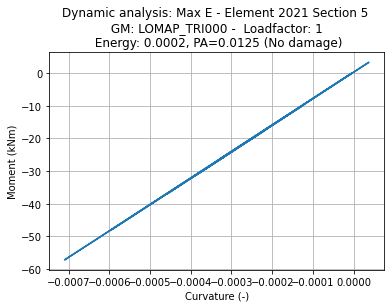 Dynamic analysis: Max E - Element 2021 Section 5
GM: LOMAP_TRI000 - Loadfactor: 1
Energy: 0.0002, PA=0.0125 (No damage)
Moment (kNm)
0
−10
−20
−30
−40
−50
−60
−0.0007 −0.0006 −0.0005 −0.0004 −0.0003 −0.0002 −0.0001 0.0000
Curvature (-)